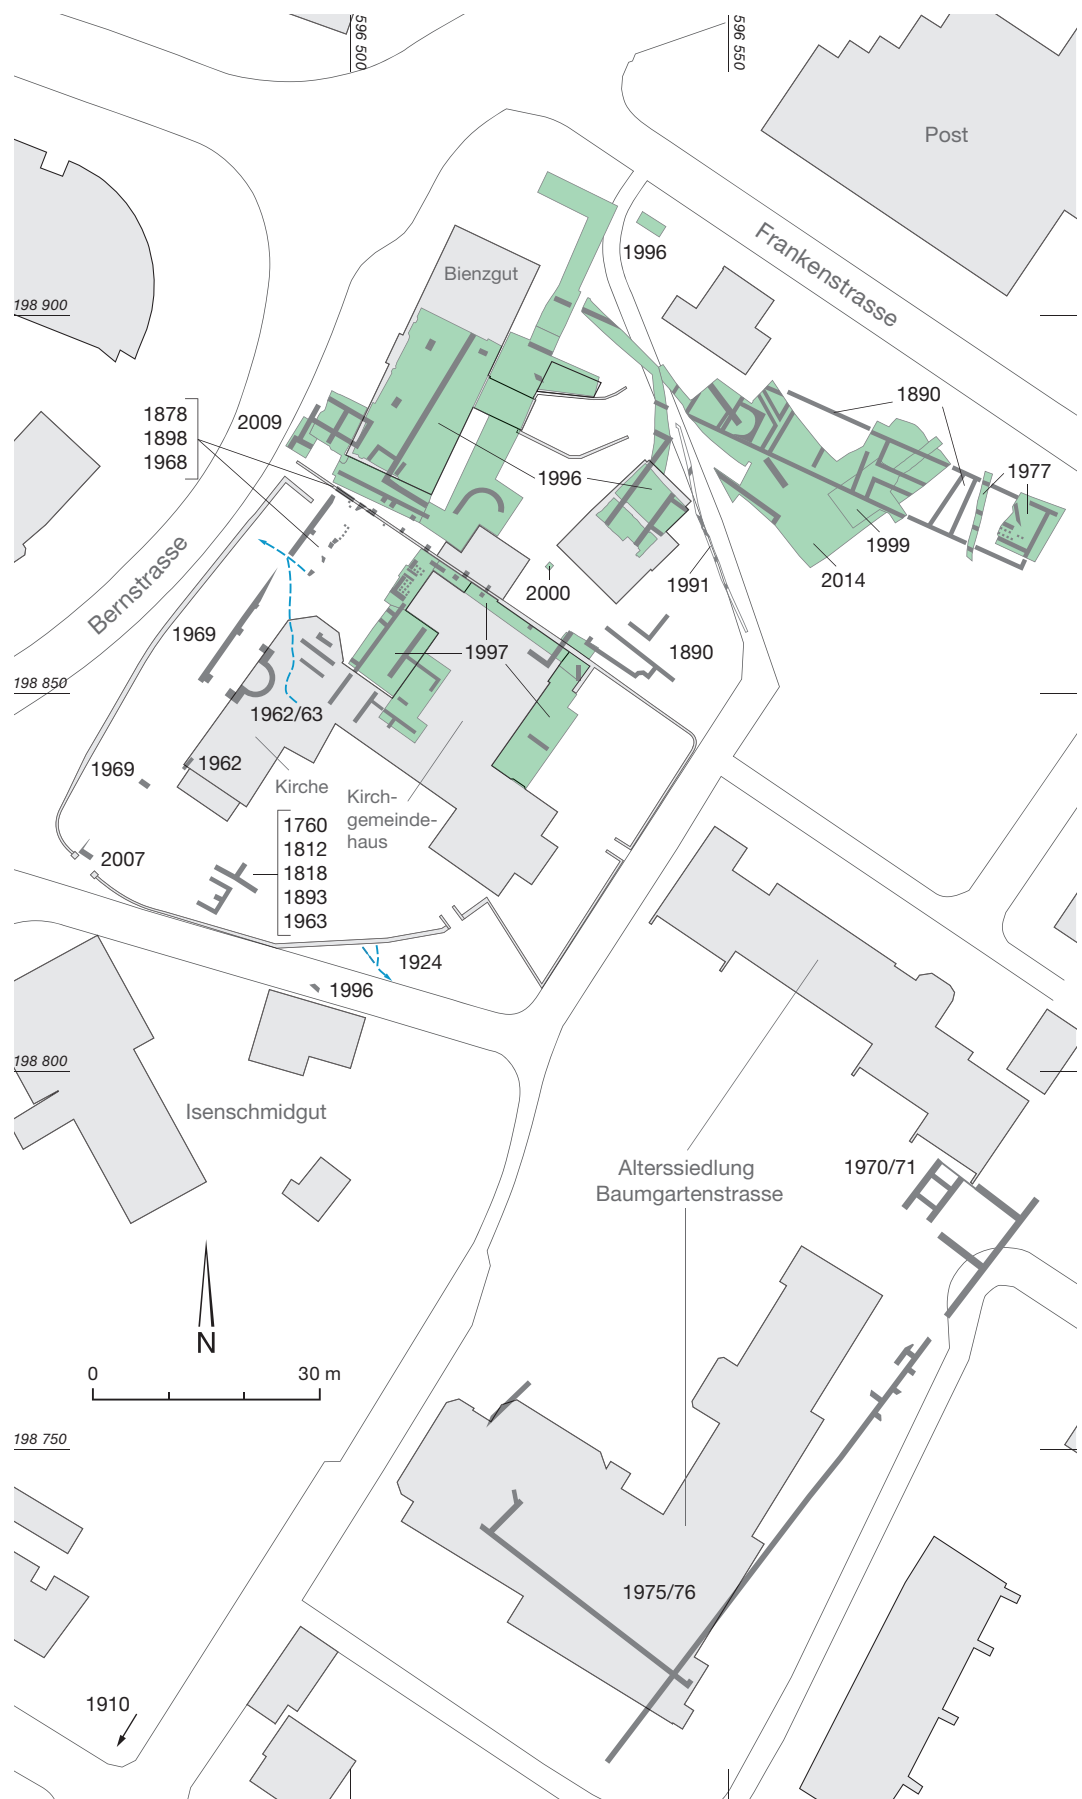 596 500
596 550
Post
Frankenstrasse
1996
Bienzgut
198 900
1890
1878
1898
1968
2009
1977
1996
1999
2014
1991
2000
Bernstrasse
1969
1997
1890
198 850
1962/63
1962
1969
Kirche
Kirch-
gemeinde-
haus
1760
1812
1818
1893
1963
2007
1924
1996
198 800
Isenschmidgut
Alterssiedlung
Baumgartenstrasse
1970/71
N
0
30 m
198 750
1975/76
1910